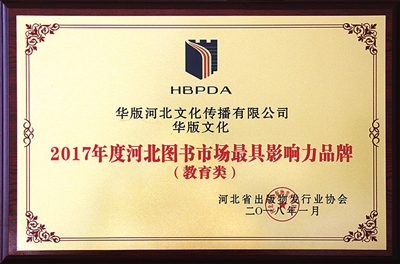 HBPDA
华版河北文化传播有限公司
华版文化
2017年度河北图书市场最具影响力品牌
(教育类)
河北省出版物发行业协会
二〇一八年一月